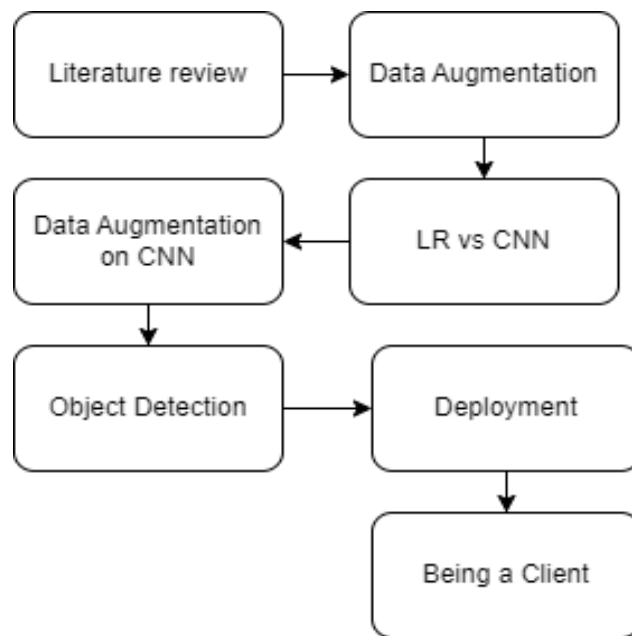 Literature review
Data Augmentation
LR vs CNN
Data Augmentation
on CNN
Object Detection
Deployment
Being a Client